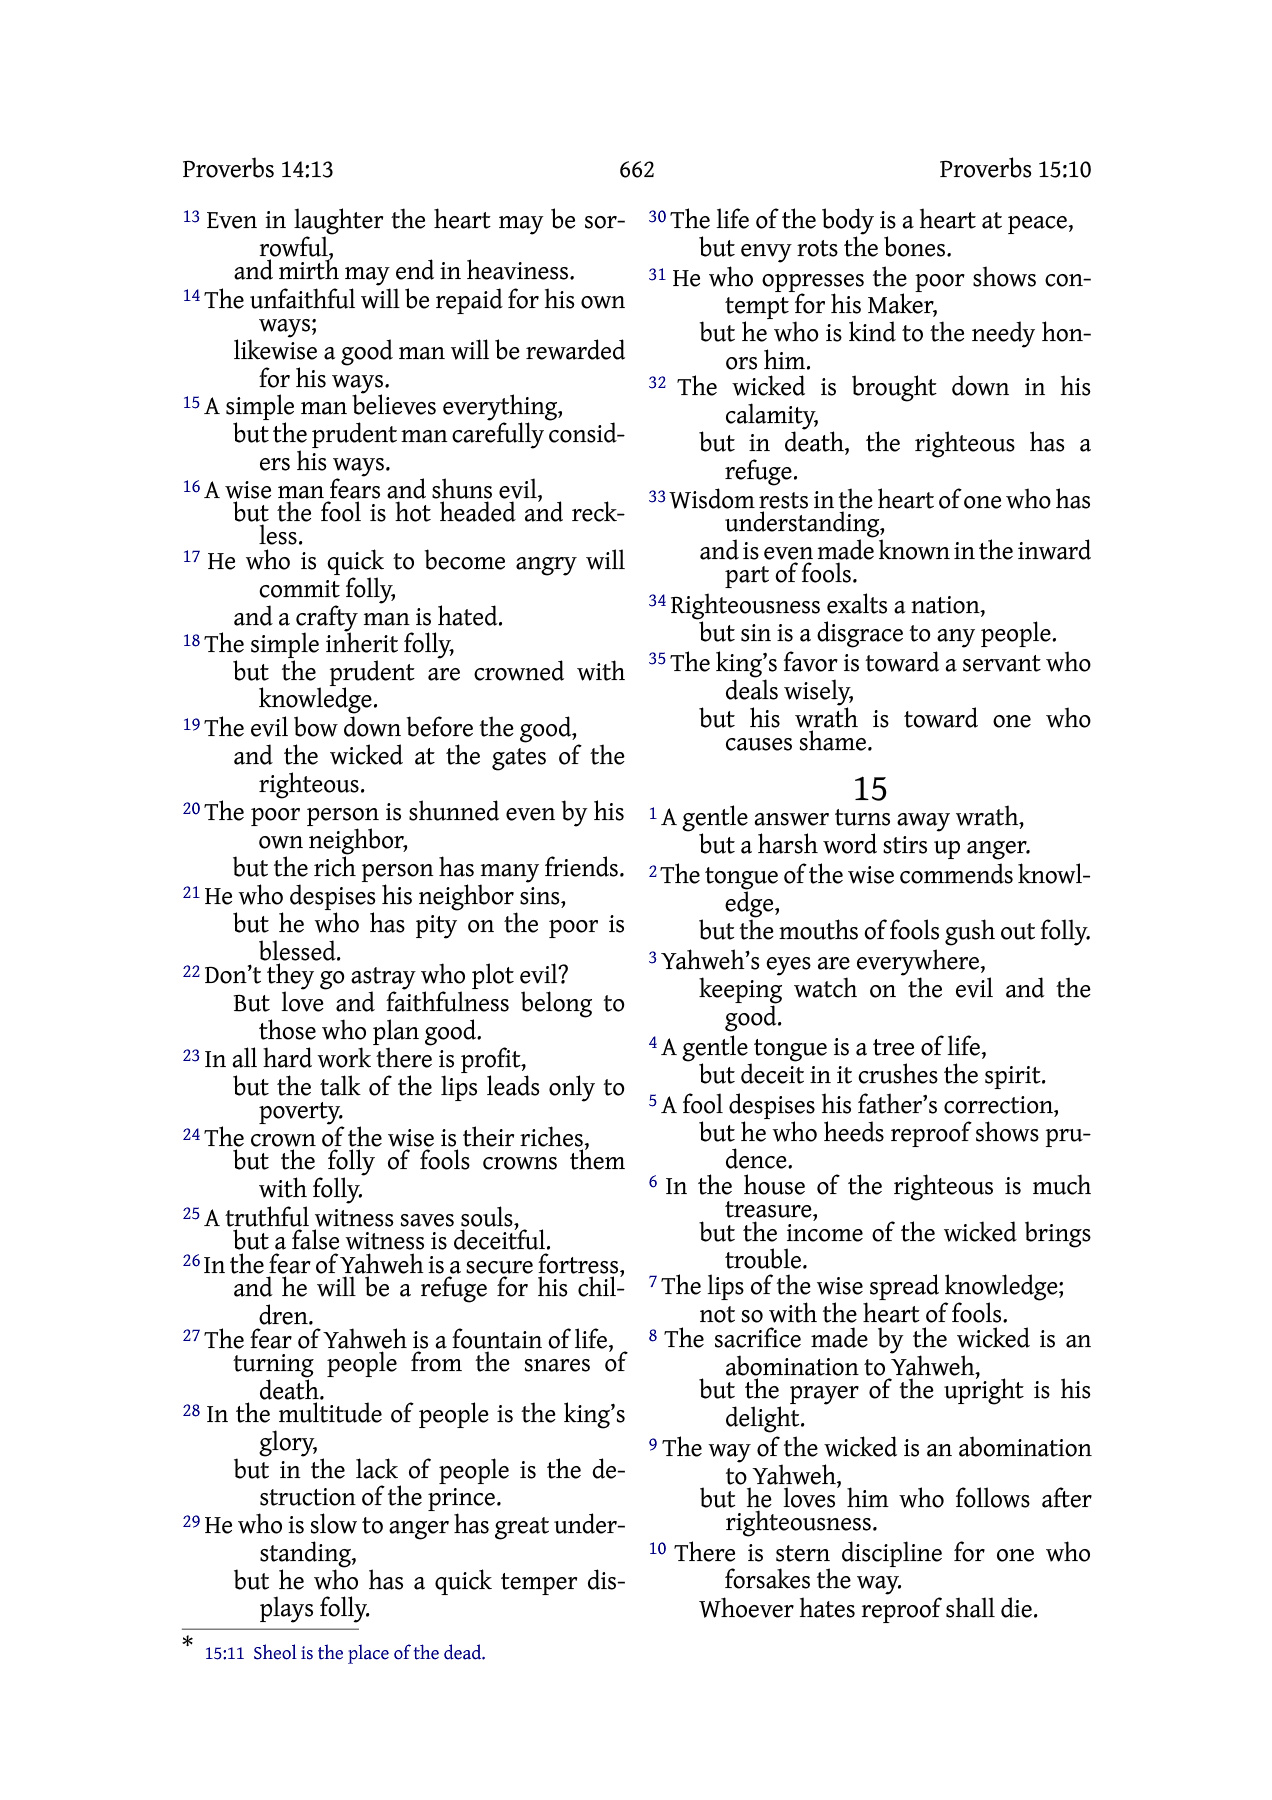 Proverbs 14:13 662 Proverbs 15:10
13 Even in laughter the heart may be sor-
rowful,
and mirth may end in heaviness.
14 The unfaithful will be repaid for his own
ways;
likewise a good man will be rewarded
for his ways.
15 A simple man believes everything,
but the prudent man carefully consid-
ers his ways.
16 A wise man fears and shuns evil,
but the fool is hot headed and reck-
less.
17 He who is quick to become angry will
commit folly,
and a crafty man is hated.
18 The simple inherit folly,
but the prudent are crowned with
knowledge.
19 The evil bow down before the good,
and the wicked at the gates of the
righteous.
20 The poor person is shunned even by his
own neighbor,
but the rich person has many friends.
21 He who despises his neighbor sins,
but he who has pity on the poor is
blessed.
22 Don’t they go astray who plot evil?
But love and faithfulness belong to
those who plan good.
23 In all hard work there is profit,
but the talk of the lips leads only to
poverty.
24 The crown of the wise is their riches,
but the folly of fools crowns them
with folly.
25 A truthful witness saves souls,
but a false witness is deceitful.
26 In the fear of Yahweh is a secure fortress,
and he will be a refuge for his chil-
dren.
27 The fear of Yahweh is a fountain of life,
turning people from the snares of
death.
28 In the multitude of people is the king’s
glory,
but in the lack of people is the de-
struction of the prince.
29 He who is slow to anger has great under-
standing,
but he who has a quick temper dis-
plays folly.
30 The life of the body is a heart at peace,
but envy rots the bones.
31 He who oppresses the poor shows con-
tempt for his Maker,
but he who is kind to the needy hon-
ors him.
32 The wicked is brought down in his
calamity,
but in death, the righteous has a
refuge.
33 Wisdom rests in the heart of one who has
understanding,
and is even made known in the inward
part of fools.
34 Righteousness exalts a nation,
but sin is a disgrace to any people.
35 The king’s favor is toward a servant who
deals wisely,
but his wrath is toward one who
causes shame.
15
1 A gentle answer turns away wrath,
but a harsh word stirs up anger.
2 The tongue of the wise commends knowl-
edge,
but the mouths of fools gush out folly.
3 Yahweh’s eyes are everywhere,
keeping watch on the evil and the
good.
4 A gentle tongue is a tree of life,
but deceit in it crushes the spirit.
5 A fool despises his father’s correction,
but he who heeds reproof shows pru-
dence.
6 In the house of the righteous is much
treasure,
but the income of the wicked brings
trouble.
7 The lips of the wise spread knowledge;
not so with the heart of fools.
8 The sacrifice made by the wicked is an
abomination to Yahweh,
but the prayer of the upright is his
delight.
9 The way of the wicked is an abomination
to Yahweh,
but he loves him who follows after
righteousness.
10 There is stern discipline for one who
forsakes the way.
Whoever hates reproof shall die.
* 15:11 Sheol is the place of the dead.